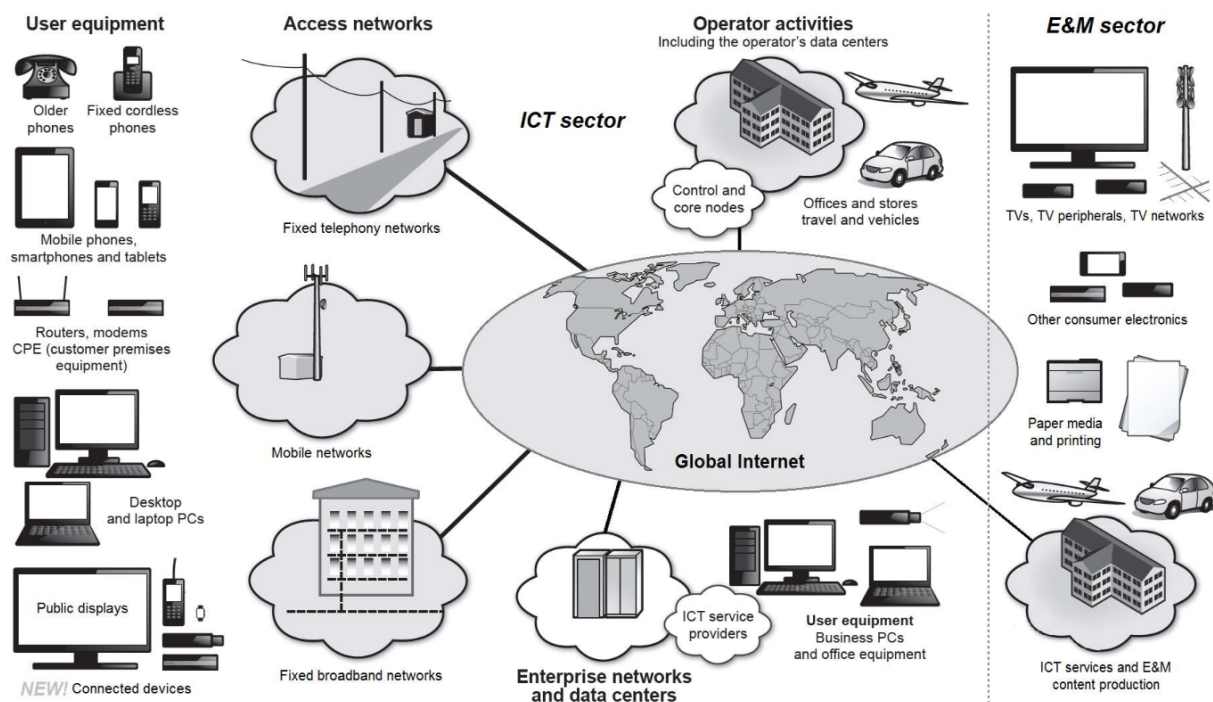 User equipment
Older
phones
Fixed cordless
phones
Mobile phones,
smartphones and tablets
Routers, modems
CPE (customer premises
equipment)
Desktop
and laptop PCs
Public displays
NEW! Connected devices
Access networks
Fixed telephony networks
Mobile networks
Fixed broadband networks
ICT sector
Operator activities
Including the operator's data centers
Control and
core nodes
Offices and stores
travel and vehicles
Global Internet
ICT service
providers
Enterprise networks
and data centers
User equipment
Business PCs
and office equipment
E&M sector
TVs, TV peripherals, TV networks
Other consumer electronics
Paper media
and printing
ICT services and E&M
content production